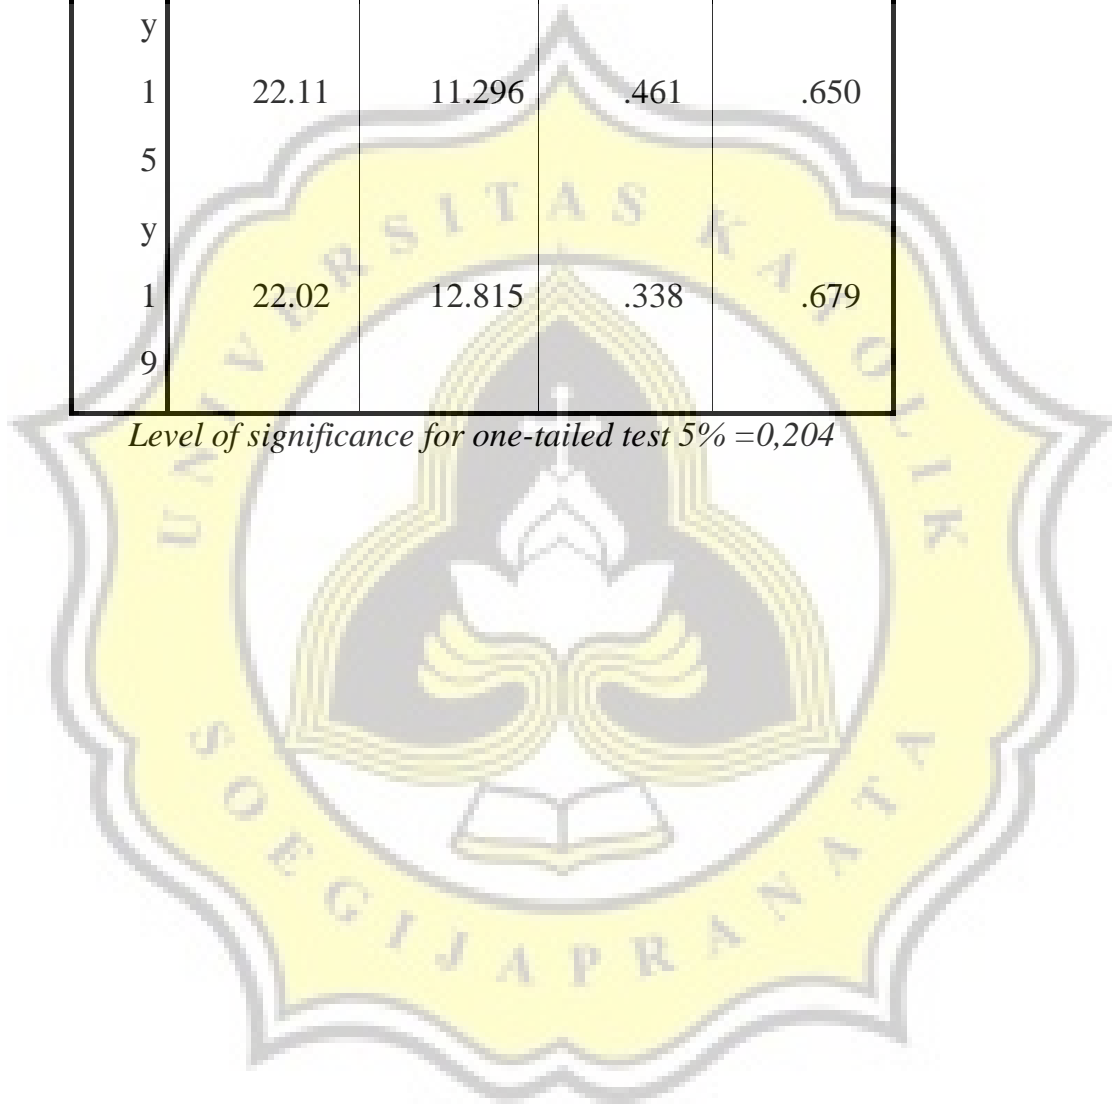 y
1 22.11 11.296 .461 .650
5
y
1 22.02 12.815 .338 .679
9
Level of significance for one-tailed test 5% =0,204
UNIVERSITAS KATOLIK
SOEGIJAPRANATA